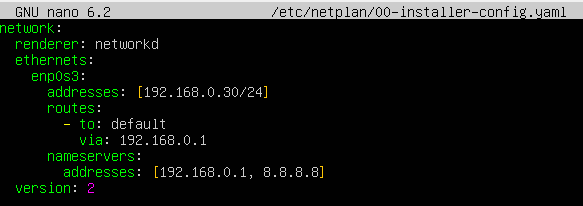 GNU nano 6.2 /etc/netplan/00-installer-config.yaml
network:
  renderer: networkd
  ethernets:
    enp0s3:
      addresses: [192.168.0.30/24]
      routes:
        - to: default
          via: 192.168.0.1
      nameservers:
        addresses: [192.168.0.1, 8.8.8.8]
  version: 2